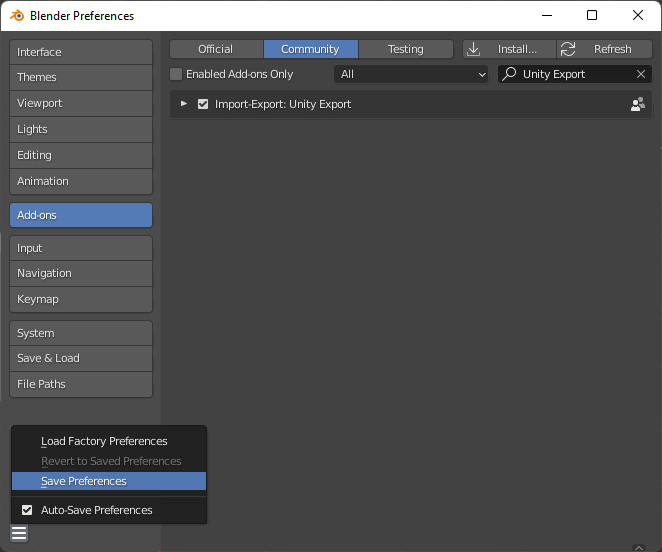 Blender Preferences
Interface
Themes
Viewport
Lights
Editing
Animation
Add-ons
Input
Navigation
Keymap
System
Save & Load
File Paths
Official Community Testing Install... Refresh
Enabled Add-ons Only All Unity Export
Import-Export: Unity Export
Load Factory Preferences
Revert to Saved Preferences
Save Preferences
Auto-Save Preferences